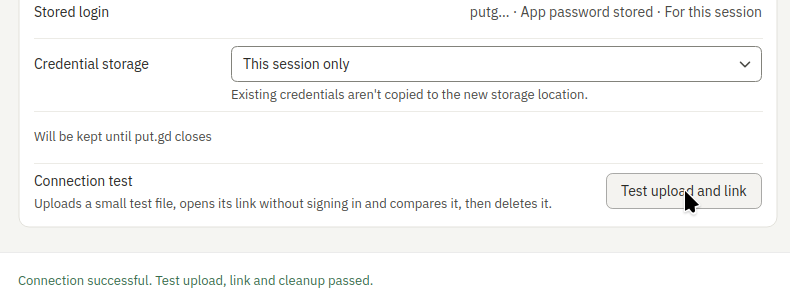 Stored login
putg... · App password stored · For this session
Credential storage
This session only
Existing credentials aren't copied to the new storage location.
Will be kept until put.gd closes
Connection test
Test upload and link
Uploads a small test file, opens its link without signing in and compares it, then deletes it.
Connection successful. Test upload, link and cleanup passed.